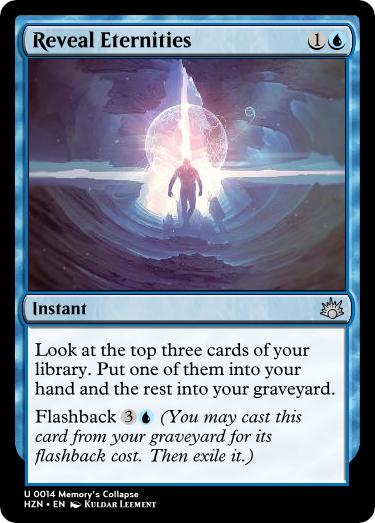 Reveal Eternities 1
Instant
Look at the top three cards of your
library. Put one of them into your
hand and the rest into your graveyard.
Flashback 3 (You may cast this
card from your graveyard for its
flashback cost. Then exile it.)
U 0014 Memory's Collapse
HZN • EN Kuldar Leement